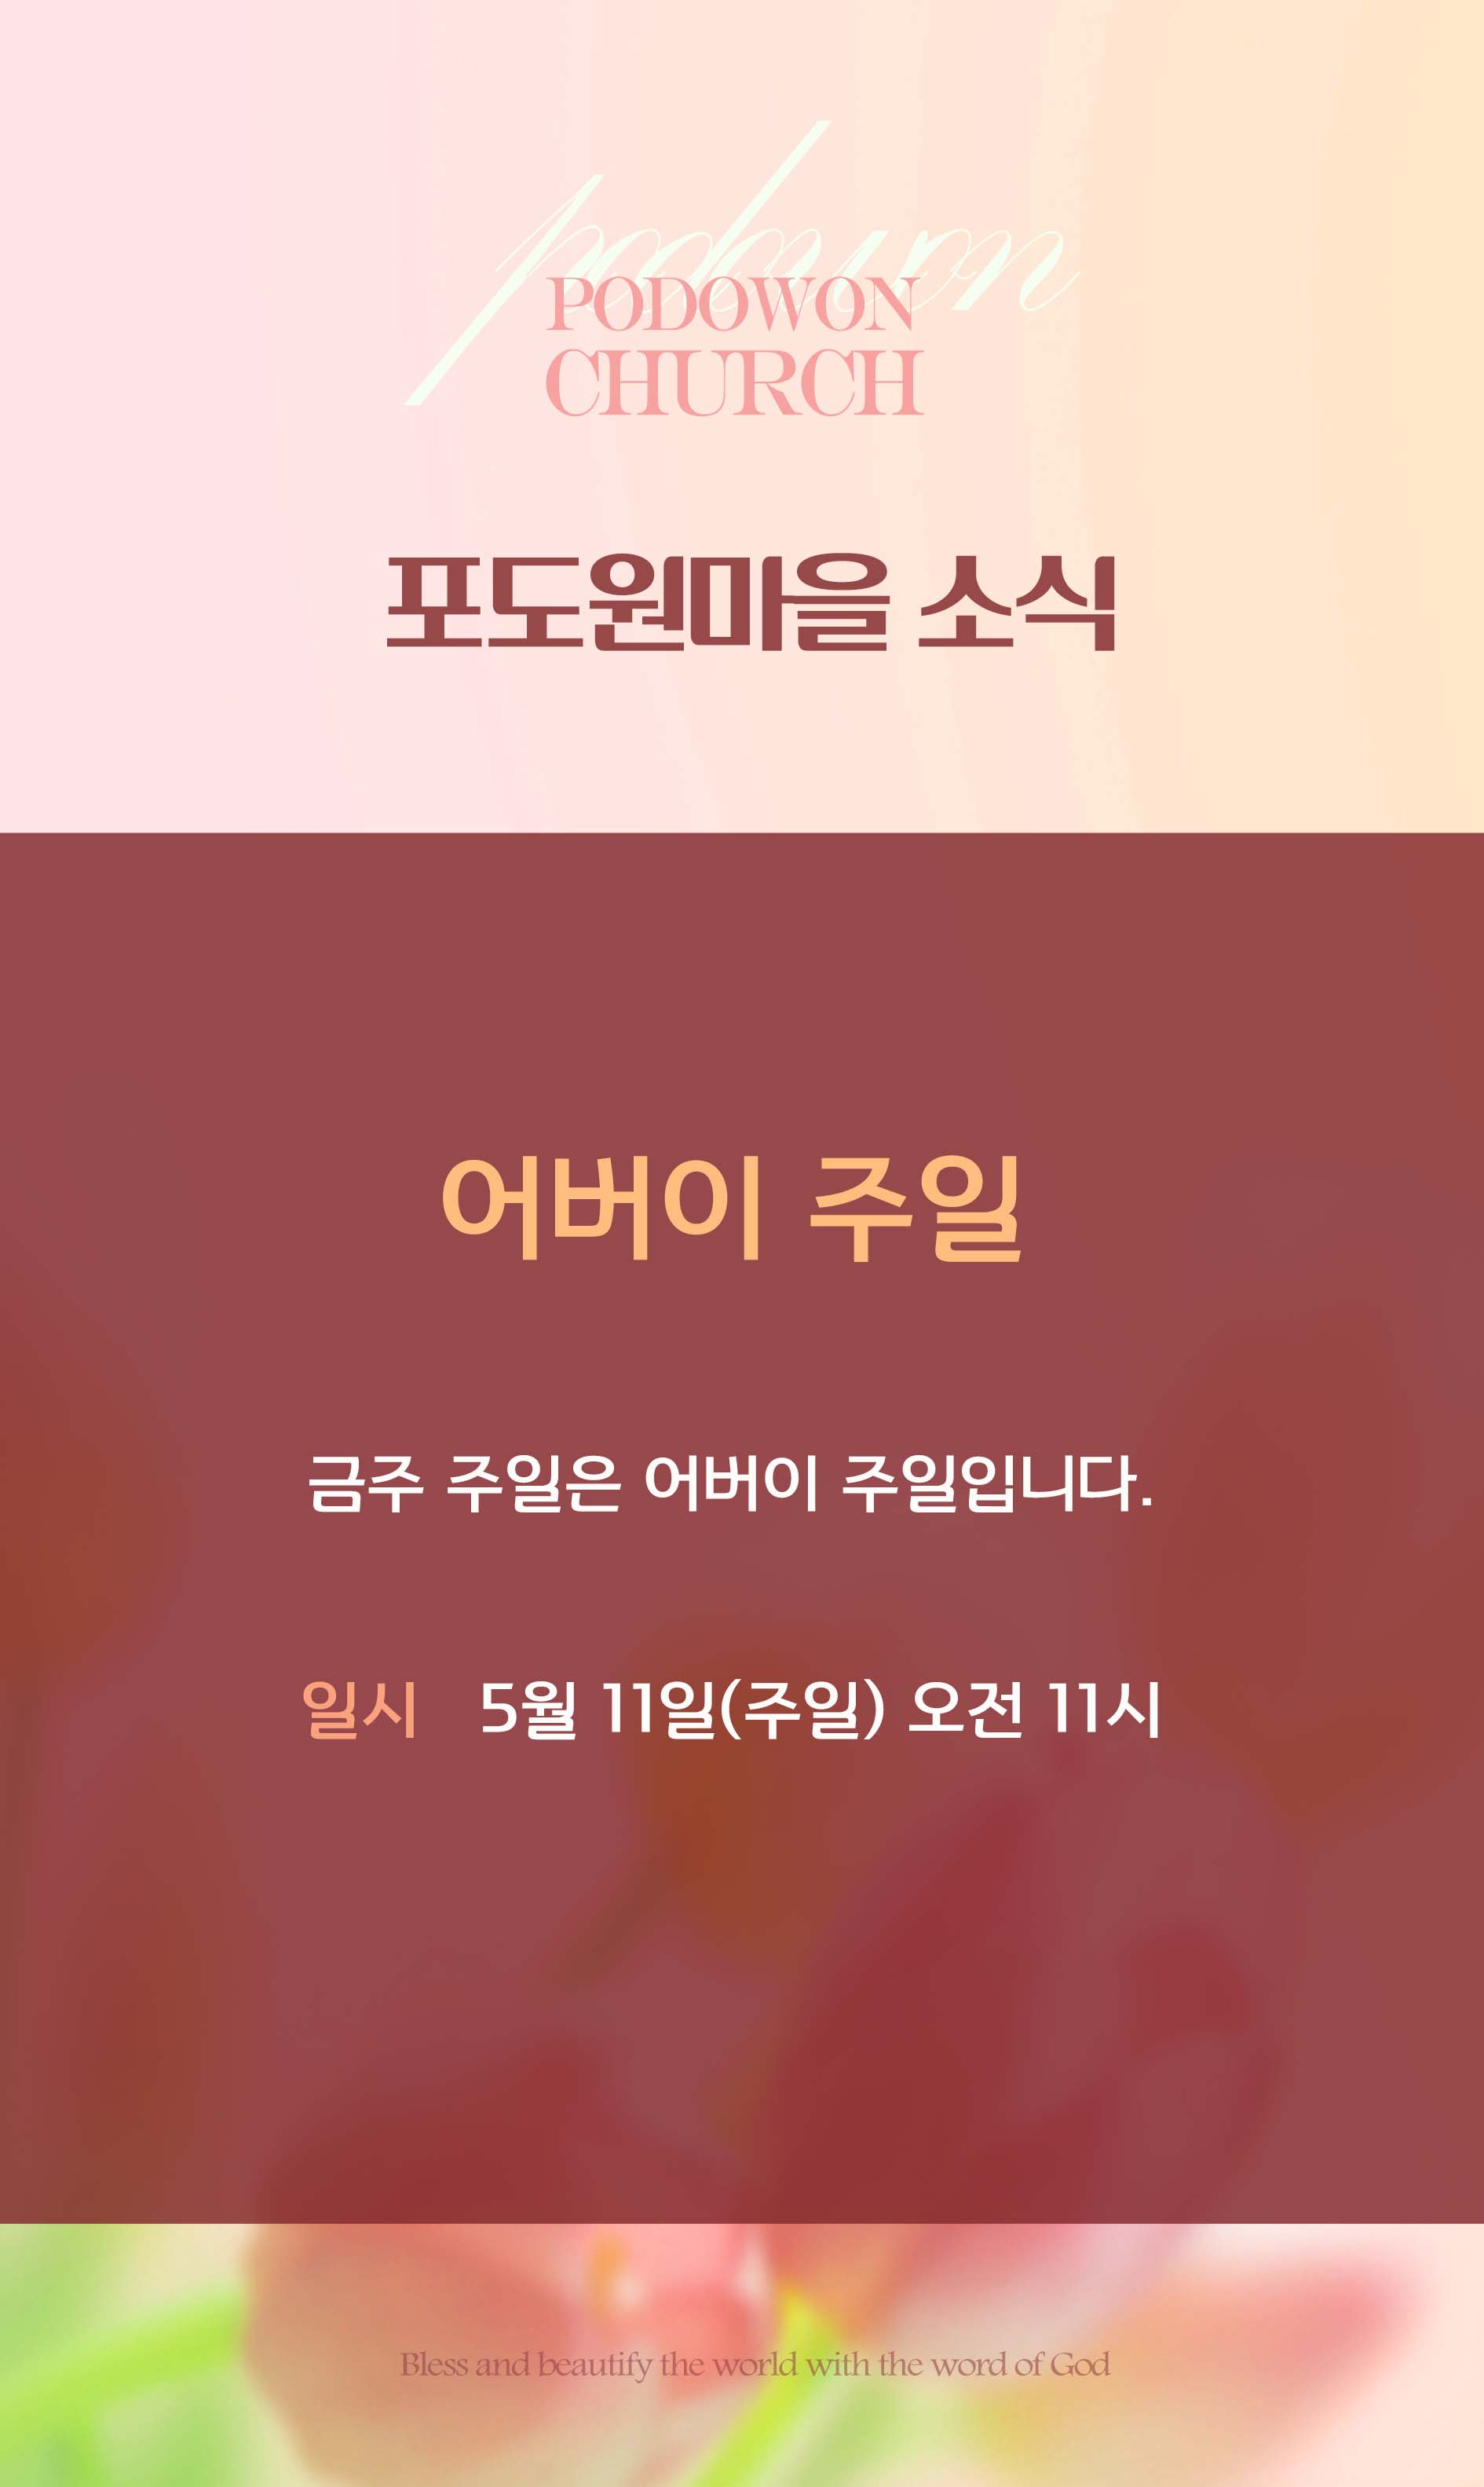 podowon
PODOWON
CHURCH
포도원마을 소식
어버이 주일
금주 주일은 어버이 주일입니다.
일시 5월 11일(주일) 오전 11시
Bless and beautify the world with the word of God